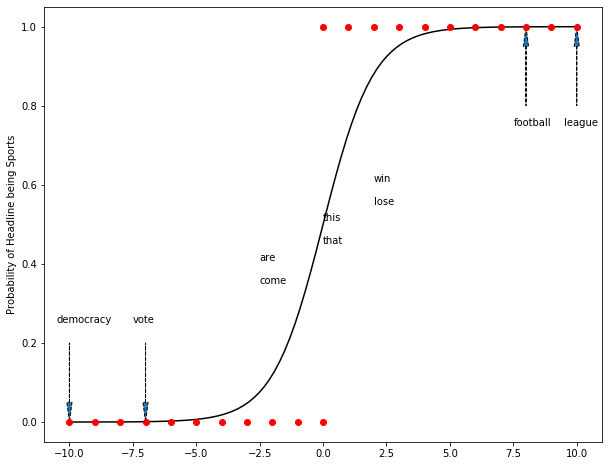 Probability of Headline being Sports
1.0
0.8
0.6
0.4
0.2
0.0
football
league
win
lose
this
that
are
come
democracy
vote
−10.0
−7.5
−5.0
−2.5
0.0
2.5
5.0
7.5
10.0